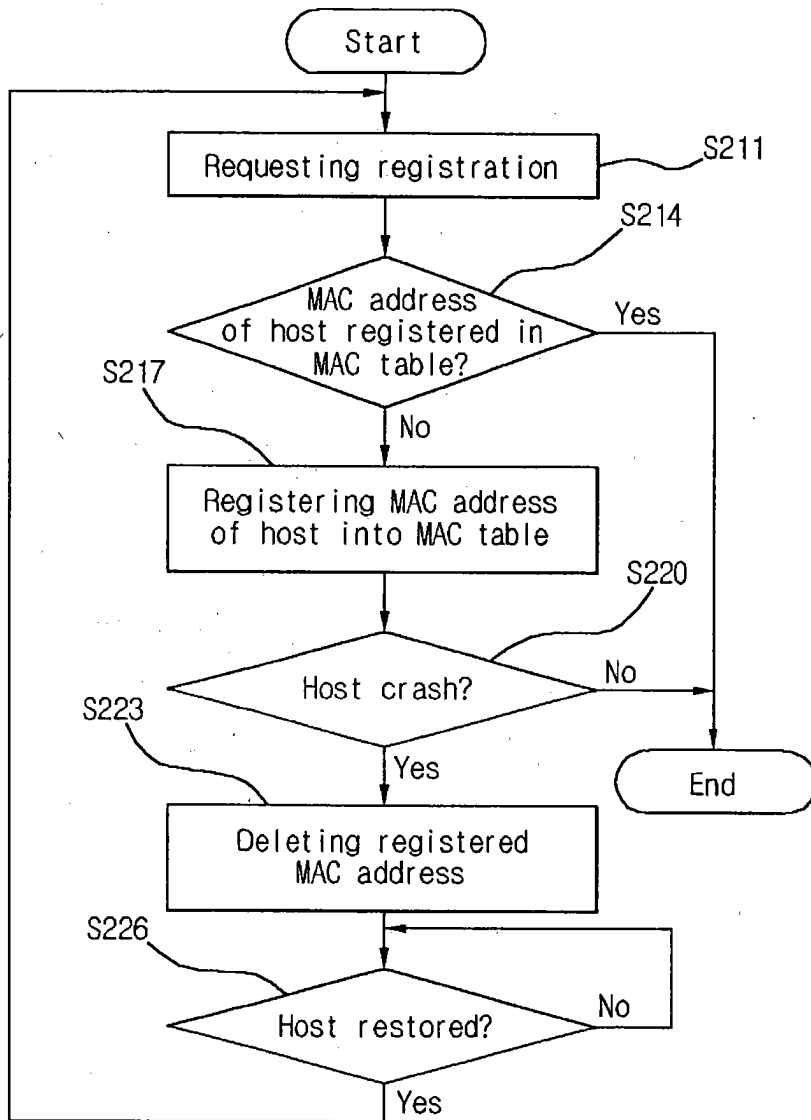 Start
Requesting registration
S211
S214
MAC address
of host registered in
MAC table?
Yes
S217
No
Registering MAC address
of host into MAC table
S220
Host crash?
No
S223
Yes
End
Deleting registered
MAC address
S226
Host restored?
No
Yes